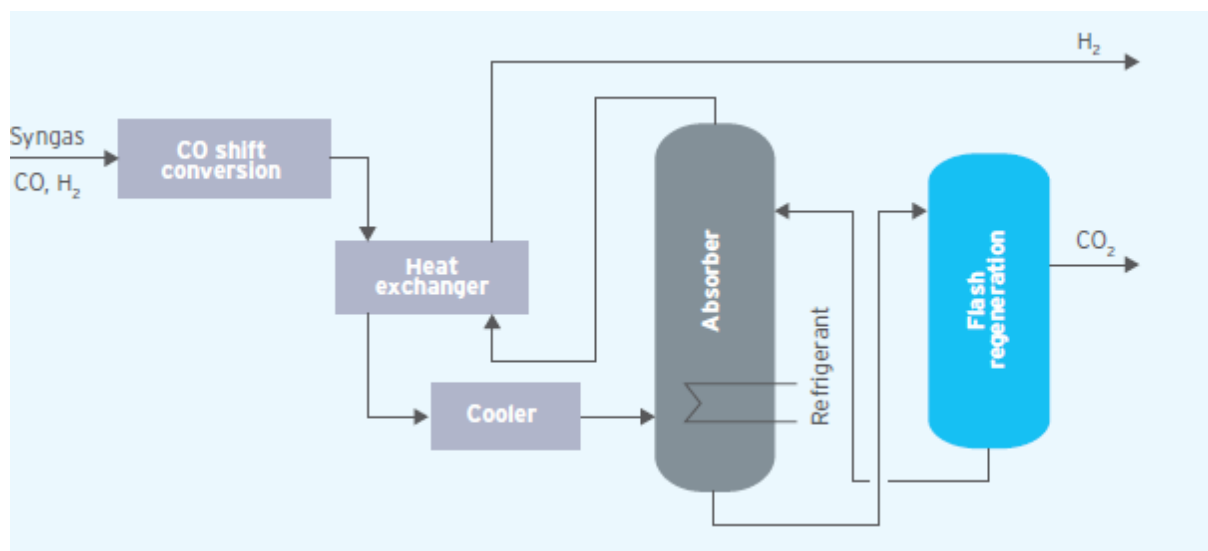 H₂
Syngas
CO, H₂
CO shift
conversion
Heat
exchanger
Cooler
Absorber
Refrigerant
Flash
regeneration
CO₂